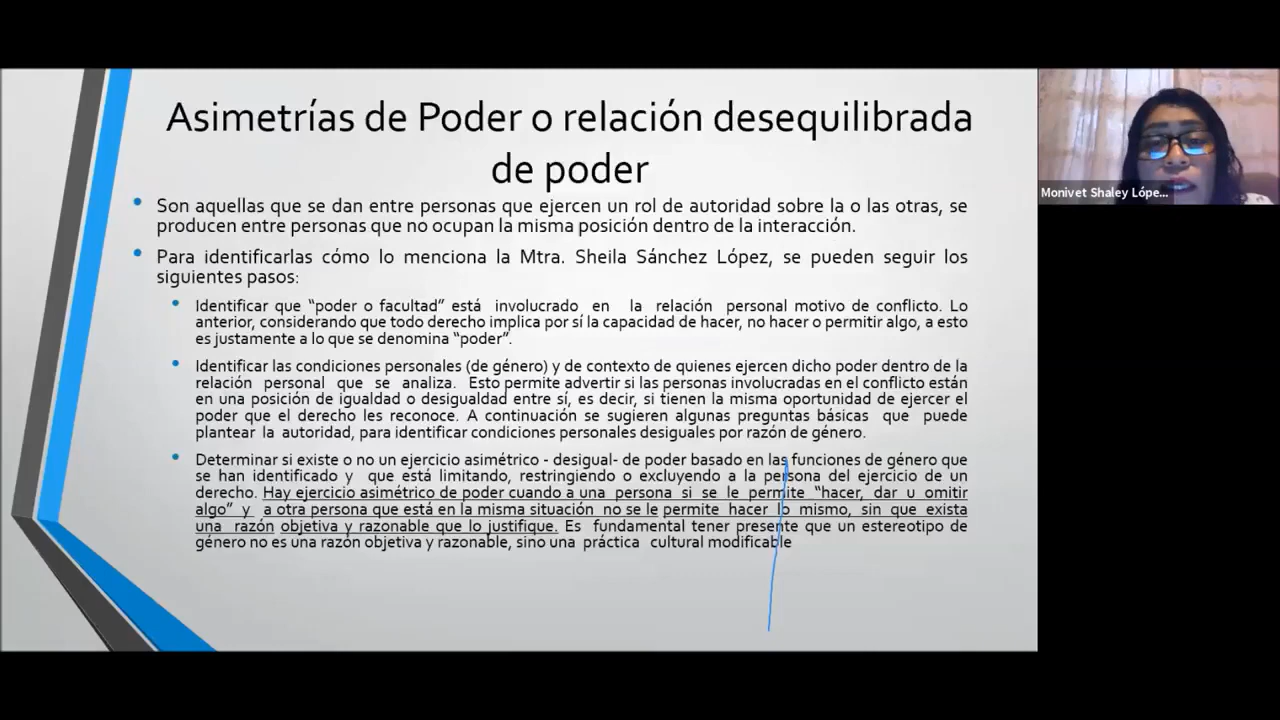 Asimetrías de Poder o relación desequilibrada
de poder
Son aquellas que se dan entre personas que ejercen un rol de autoridad sobre la o las otras, se
producen entre personas que no ocupan la misma posición dentro de la interacción.
Para identificarlas cómo lo menciona la Mtra. Sheila Sánchez López, se pueden seguir los
siguientes pasos:
Identificar que “poder o facultad” está involucrado en la relación personal motivo de conflicto. Lo
anterior, considerando que todo derecho implica por sí la capacidad de hacer, no hacer o permitir algo, a esto
es justamente a lo que se denomina “poder”.
Identificar las condiciones personales (de género) y de contexto de quienes ejercen dicho poder dentro de la
relación personal que se analiza. Esto permite advertir si las personas involucradas en el conflicto están
en una posición de igualdad o desigualdad entre sí, es decir, si tienen la misma oportunidad de ejercer el
poder que el derecho les reconoce. A continuación se sugieren algunas preguntas básicas que puede
plantear la autoridad, para identificar condiciones personales desiguales por razón de género.
Determinar si existe o no un ejercicio asimétrico - desigual- de poder basado en las funciones de género que
se han identificado y que está limitando, restringiendo o excluyendo a la persona del ejercicio de un
derecho. Hay ejercicio asimétrico de poder cuando a una persona si se le permite “hacer, dar u omitir
algo” y a otra persona que está en la misma situación no se le permite hacer lo mismo, sin que exista
una razón objetiva y razonable que lo justifique. Es fundamental tener presente que un estereotipo de
género no es una razón objetiva y razonable, sino una práctica cultural modificable
Monivet Shaley Lópe...